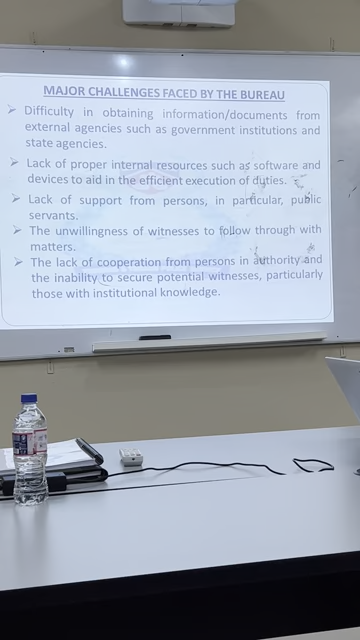 MAJOR CHALLENGES FACED BY THE BUREAU
➢ Difficulty in obtaining information/documents from
external agencies such as government institutions and
state agencies.
➢ Lack of proper internal resources such as software and
devices to aid in the efficient execution of duties.
➢ Lack of support from persons, in particular, public
servants.
➢ The unwillingness of witnesses to follow through with
matters.
➢ The lack of cooperation from persons in authority and
the inability to secure potential witnesses, particularly
those with institutional knowledge.